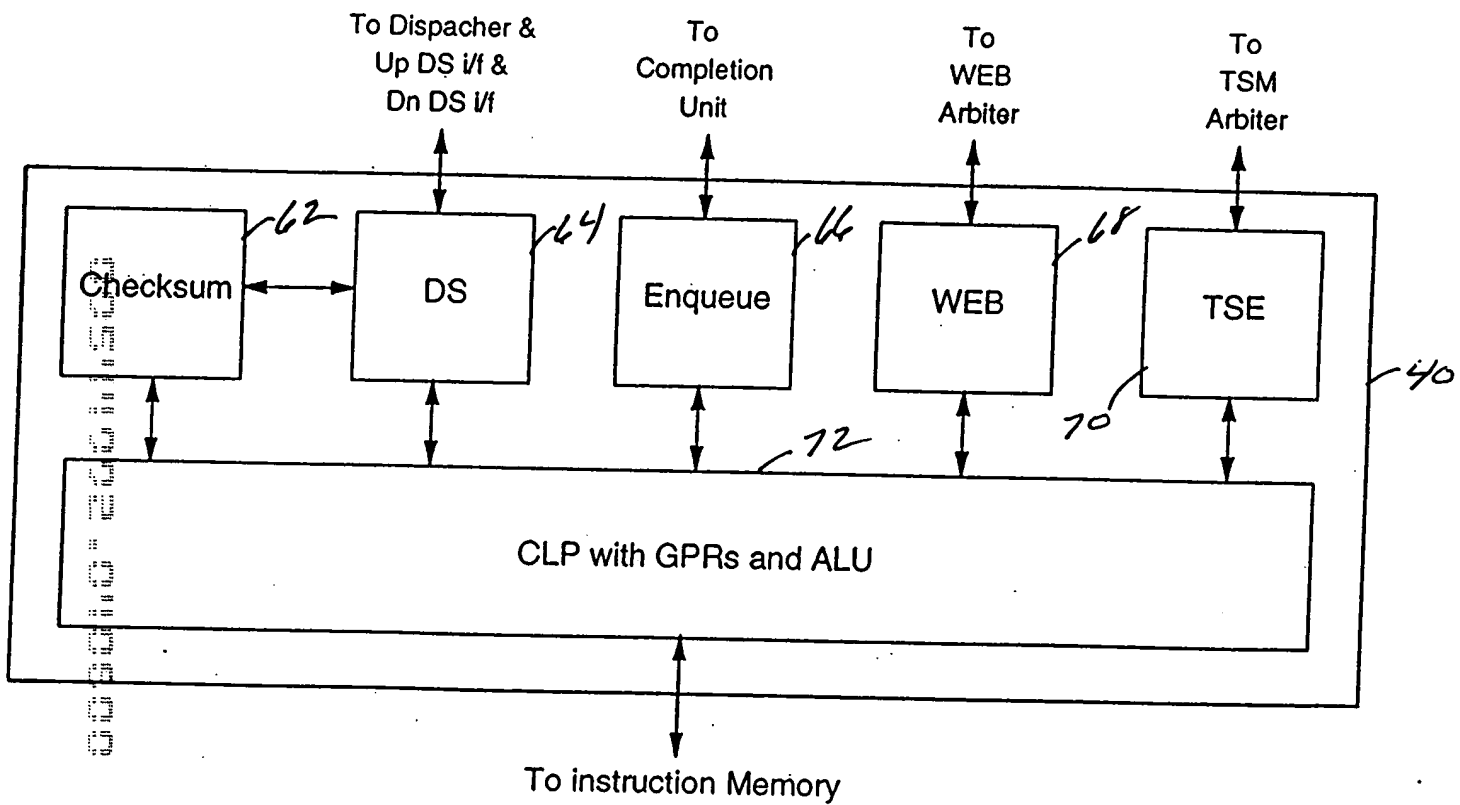 To Dispacher &
Up DS i/f &
Dn DS i/f
To
Completion
Unit
To
WEB
Arbiter
To
TSM
Arbiter
62
64
66
68
Checksum
DS
Enqueue
WEB
TSE
40
70
72
CLP with GPRs and ALU
To instruction Memory